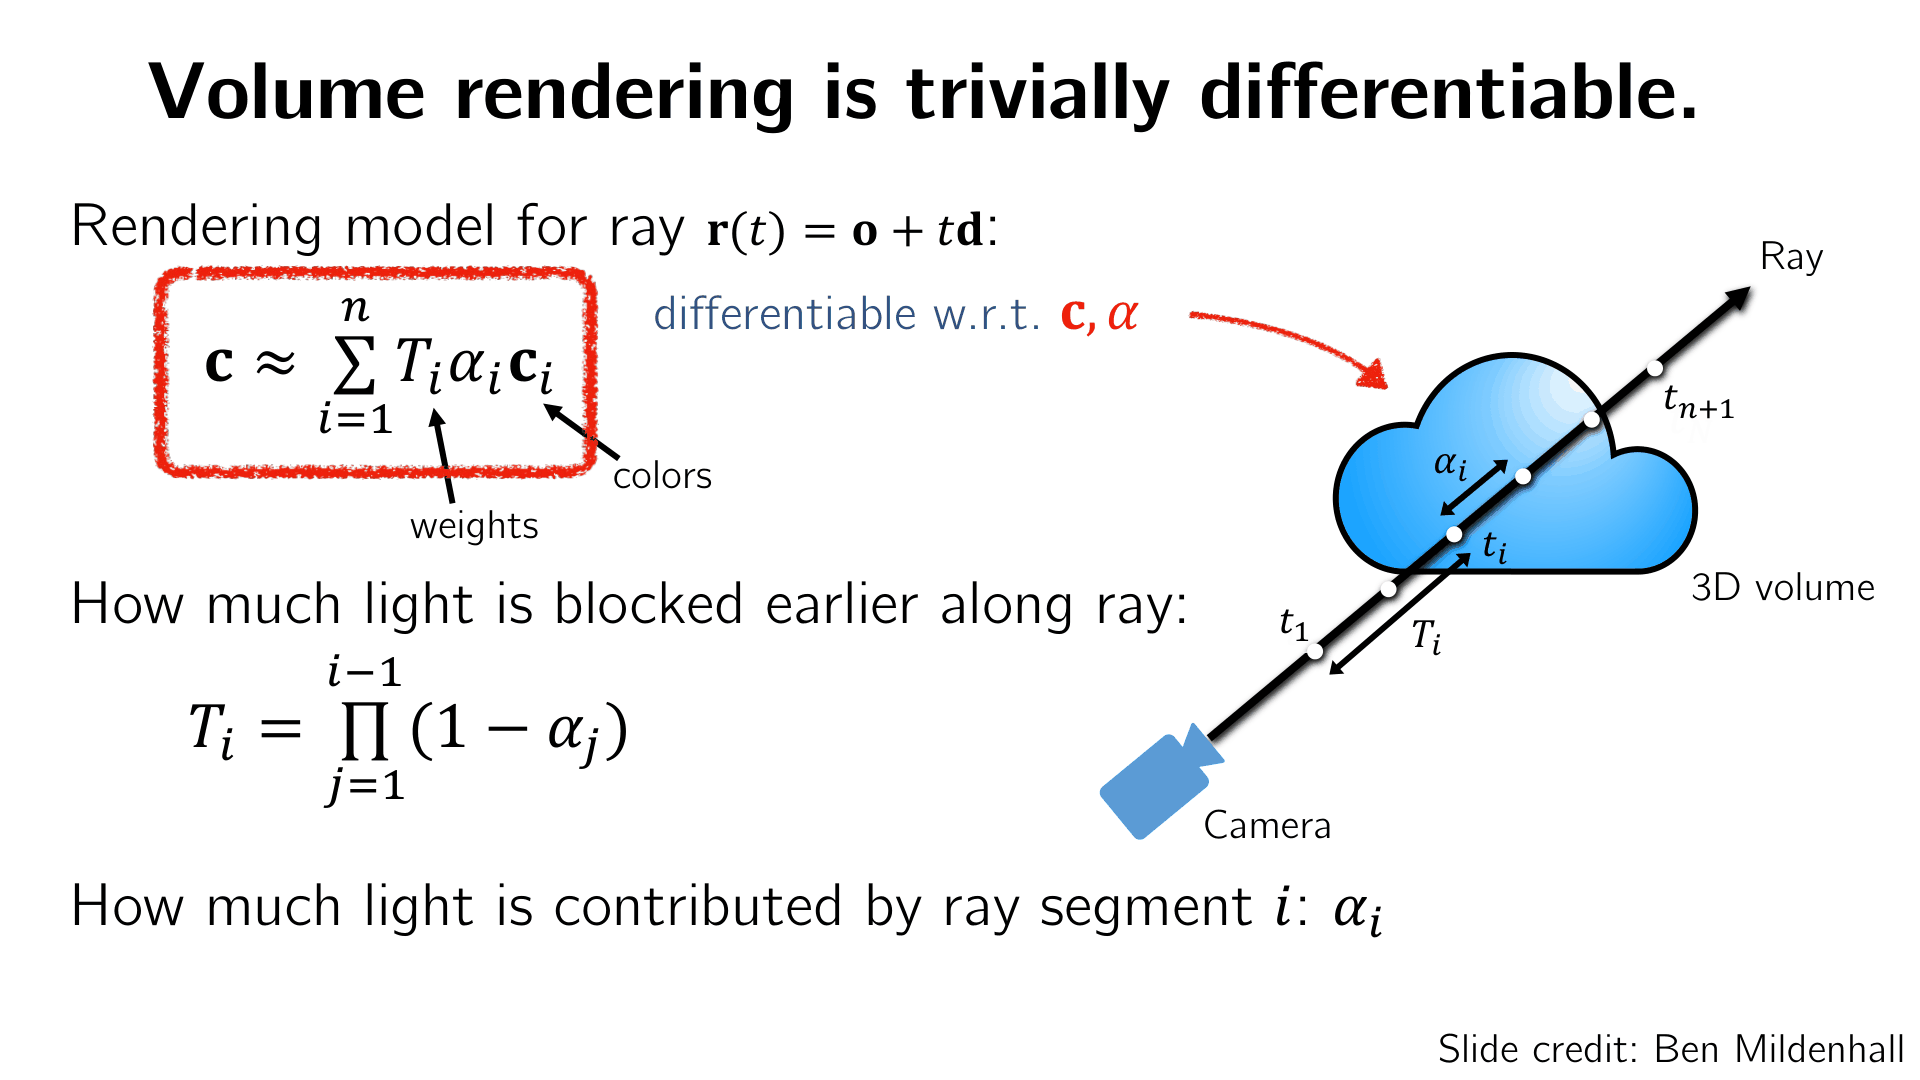 Volume rendering is trivially differentiable.
Rendering model for ray 𝐫(𝑡) = 𝐨 + 𝑡𝐝:
differentiable w.r.t. 𝐜, 𝛼
𝐜 ≈ ∑_{i=1}^{n} T_i α_i 𝐜_i
colors
weights
How much light is blocked earlier along ray:
T_i = ∏_{j=1}^{i−1} (1 − α_j)
How much light is contributed by ray segment i: α_i
Ray
t_{n+1}
α_i
t_i
3D volume
t_1
T_i
Camera
Slide credit: Ben Mildenhall